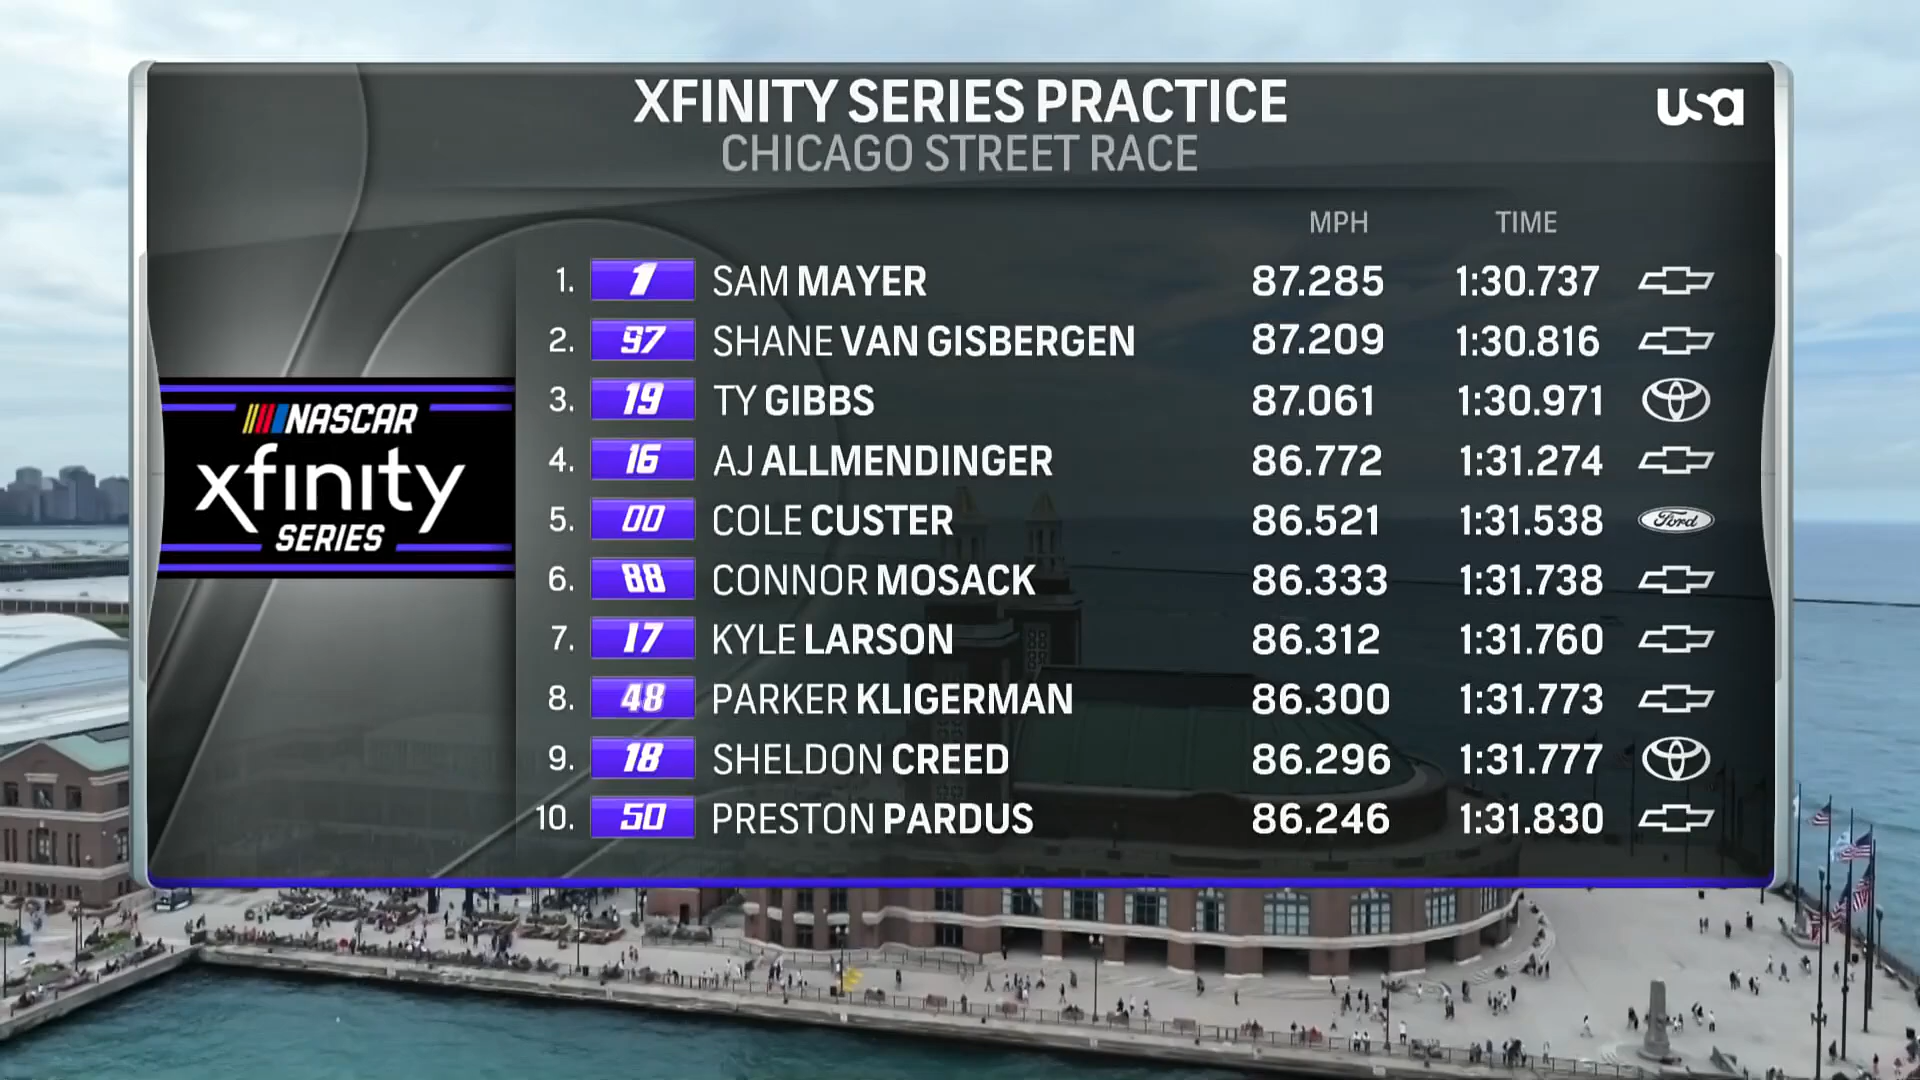 XFINITY SERIES PRACTICE
usa
CHICAGO STREET RACE
MPH TIME
1. 1 SAM MAYER 87.285 1:30.737
2. 97 SHANE VAN GISBERGEN 87.209 1:30.816
3. 19 TY GIBBS 87.061 1:30.971
4. 16 AJ ALLMENDINGER 86.772 1:31.274
5. 00 COLE CUSTER 86.521 1:31.538 Ford
6. 88 CONNOR MOSACK 86.333 1:31.738
7. 17 KYLE LARSON 86.312 1:31.760
8. 48 PARKER KLIGERMAN 86.300 1:31.773
9. 18 SHELDON CREED 86.296 1:31.777
10. 50 PRESTON PARDUS 86.246 1:31.830
NASCAR
xfinity
SERIES